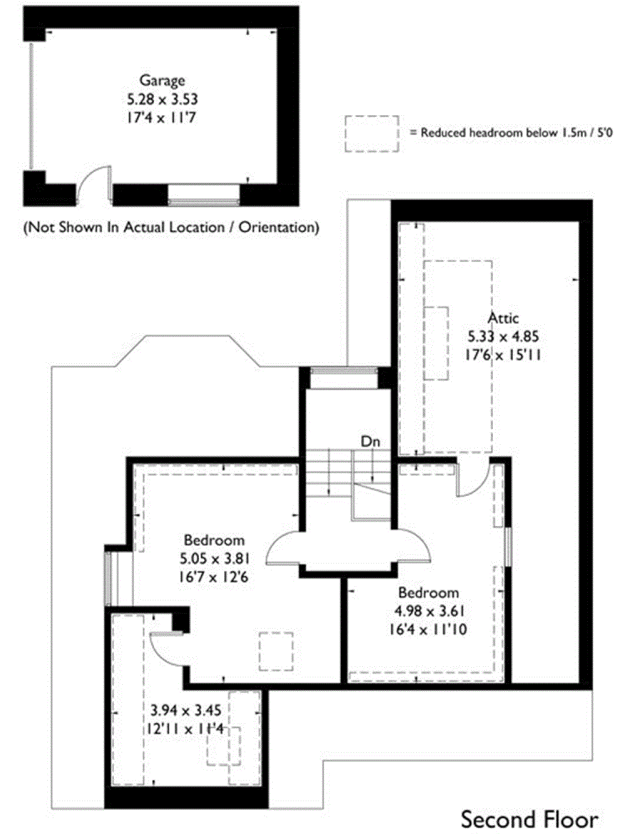 Garage
5.28 x 3.53
17'4 x 11'7
= Reduced headroom below 1.5m / 5'0
(Not Shown In Actual Location / Orientation)
Attic
5.33 x 4.85
17'6 x 15'11
Dn
Bedroom
5.05 x 3.81
16'7 x 12'6
Bedroom
4.98 x 3.61
16'4 x 11'10
3.94 x 3.45
12'11 x 11'4
Second Floor